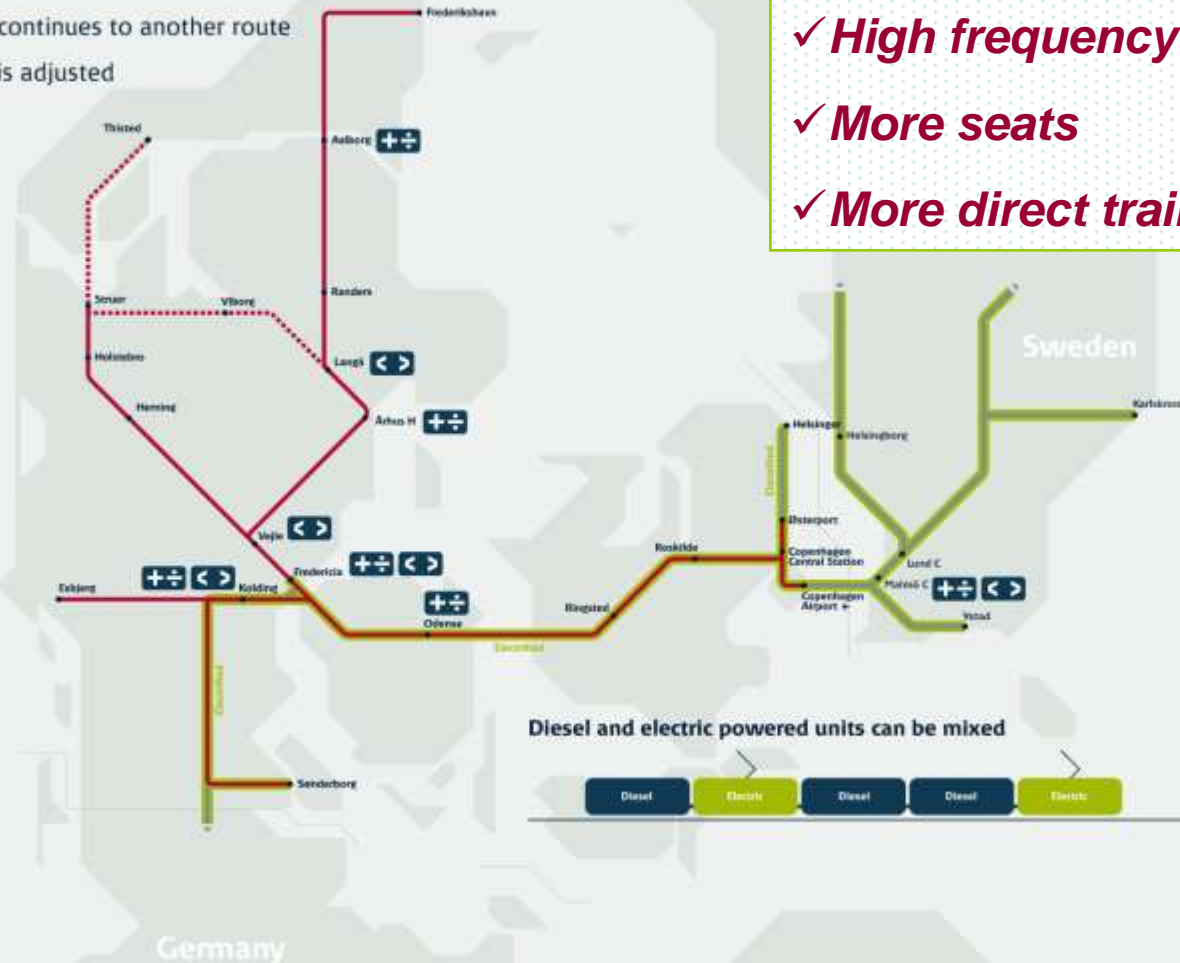 continues to another route
is adjusted
✓ High frequency
✓ More seats
✓ More direct trai
Frederikshavn
Thisted
Aalborg
Struer
Viborg
Randers
Holstebro
Langå
Sweden
Herning
Århus H
Karlskrona
Helsingør
Helsingborg
Electrified
Østerport
Vejle
Roskilde
Copenhagen
Central Station
Lund C
Fredericia
Malmö C
Esbjerg
Kolding
Copenhagen
Airport
Odense
Ringsted
Ystad
Electrified
Electrified
Diesel and electric powered units can be mixed
Sønderborg
Diesel Electric Diesel Diesel Electric
Germany